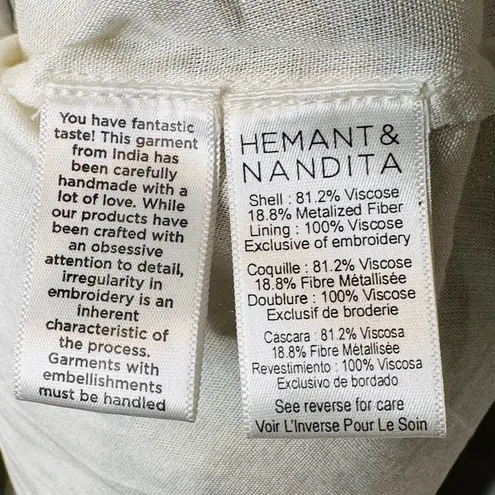 You have fantastic
taste! This garment
from India has
been carefully
handmade with a
lot of love. While
our products have
been crafted with
an obsessive
attention to detail,
irregularity in
embroidery is an
inherent
characteristic of
the process.
Garments with
embellishments
must be handled
HEMANT &
NANDITA
Shell : 81.2% Viscose
18.8% Metalized Fiber
Lining : 100% Viscose
Exclusive of embroidery
Coquille : 81.2% Viscose
18.8% Fibre Métallisée
Doublure : 100% Viscose
Exclusif de broderie
Cascara : 81.2% Viscosa
18.8% Fibre Métallisée
Revestimiento : 100% Viscosa
Exclusivo de bordado
See reverse for care
Voir L'Inverse Pour Le Soin